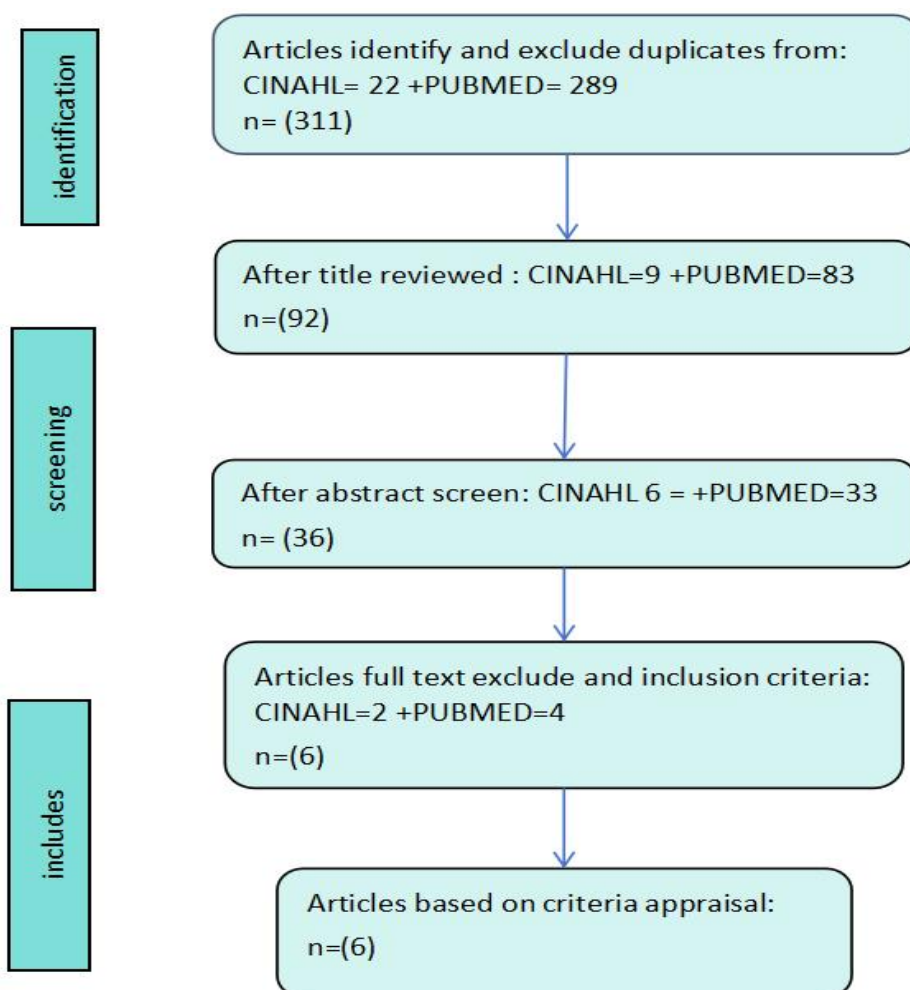 identification
Articles identify and exclude duplicates from:
CINAHL= 22 +PUBMED= 289
n= (311)
After title reviewed : CINAHL=9 +PUBMED=83
n=(92)
screening
After abstract screen: CINAHL 6 = +PUBMED=33
n= (36)
Articles full text exclude and inclusion criteria:
CINAHL=2 +PUBMED=4
n=(6)
includes
Articles based on criteria appraisal:
n=(6)